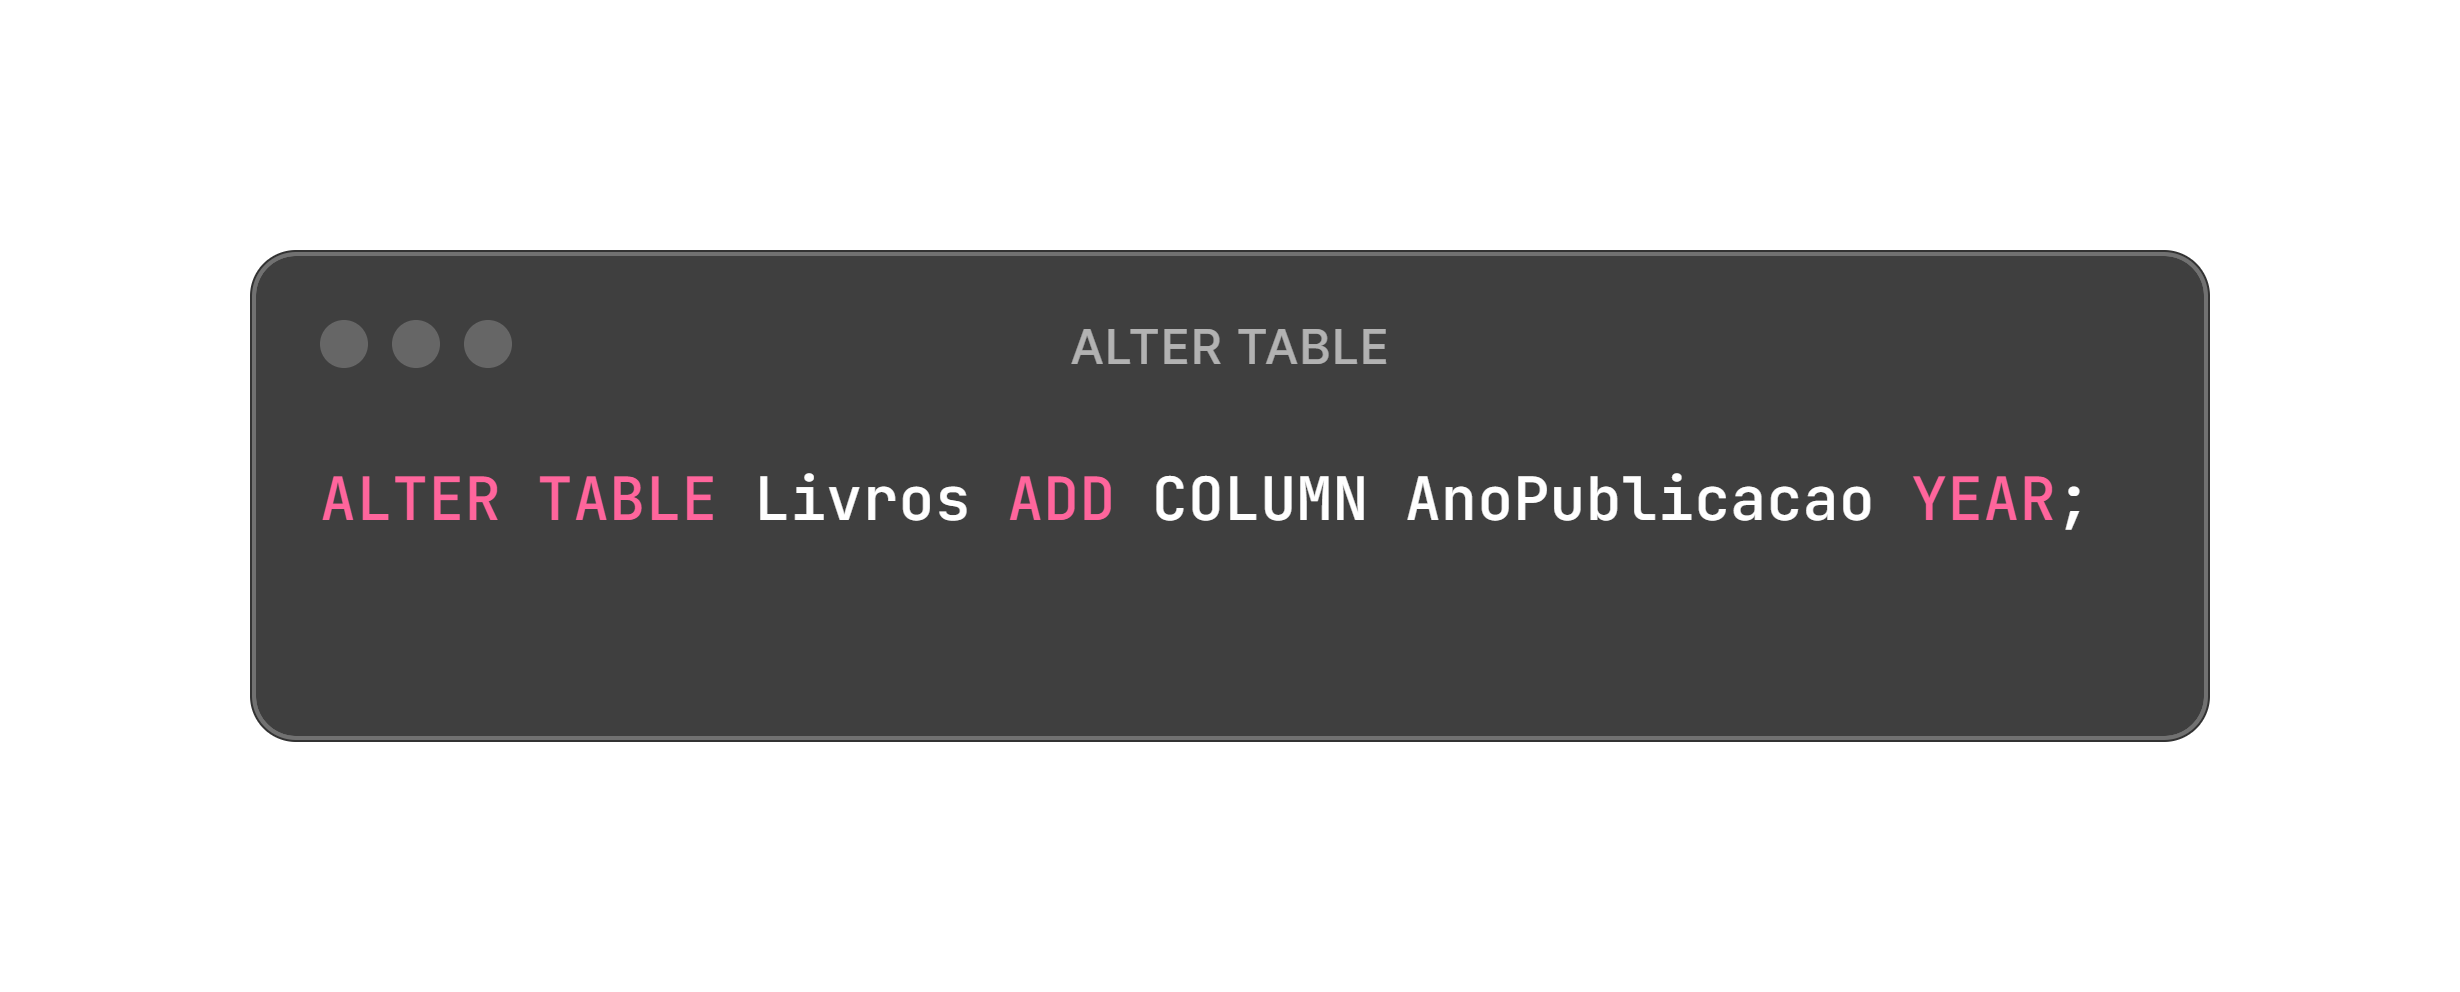 ALTER TABLE
ALTER TABLE Livros ADD COLUMN AnoPublicacao YEAR;